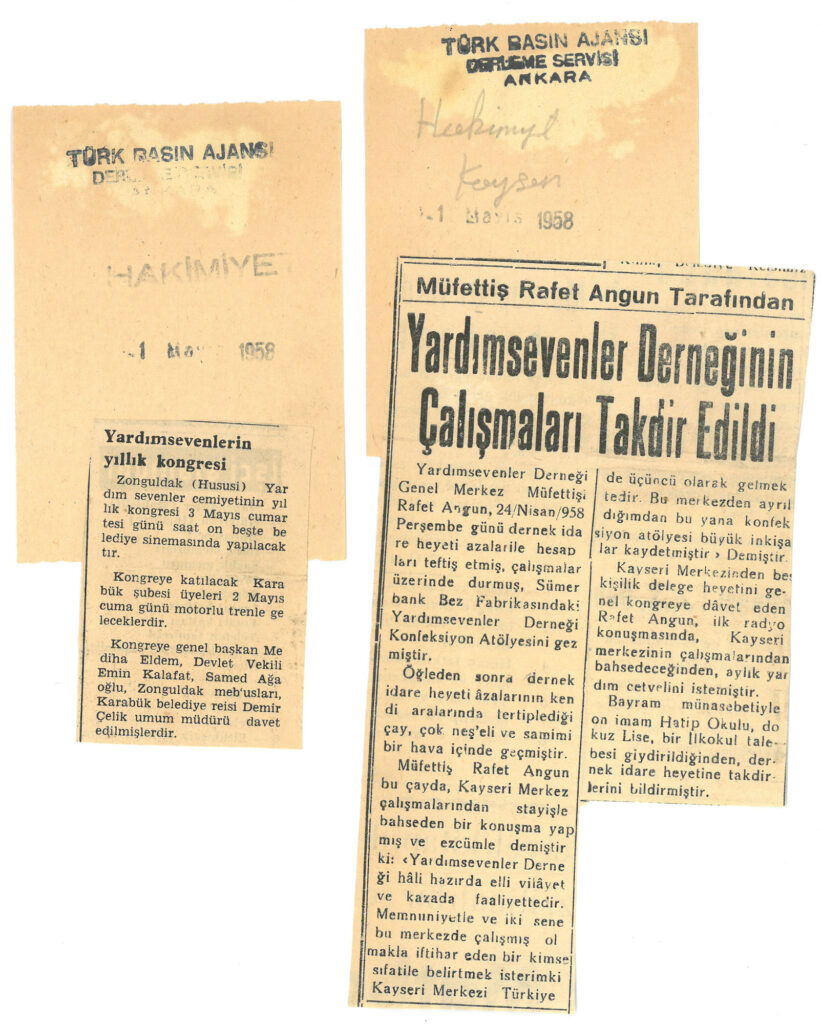 TÜRK BASIN AJANSI
DERLEME SERVİSİ
ANKARA
HAKİMİYET
-1 Mayıs 1958
Yardımsevenlerin
yıllık kongresi
Zonguldak (Hususi) Yar
dım sevenler cemiyetinin yıl
lık kongresi 3 Mayıs cumar
tesi günü saat on beşte be
lediye sinemasında yapılacak
tır.
Kongreye katılacak Kara
bük şubesi üyeleri 2 Mayıs
cuma günü motorlu trenle ge
leceklerdir.
Kongreye genel başkan Me
diha Eldem, Devlet Vekili
Emin Kalafat, Samed Ağa
oğlu, Zonguldak meb'usları,
Karabük belediye reisi Demir
Çelik umum müdürü davet
edilmişlerdir.
TÜRK BASIN AJANSI
DERLEME SERVİSİ
ANKARA
Hakimiyet
Kayseri
-1 Mayıs 1958
Müfettiş Rafet Angun Tarafından
Yardımsevenler Derneğinin
Çalışmaları Takdir Edildi
Yardımsevenler Derneği
Genel Merkez Müfettişi
Rafet Angun, 24/Nisan/958
Perşembe günü dernek ida
re heyeti azalarile hesap
ları teftiş etmiş, çalışmalar
üzerinde durmuş, Sümer
bank Bez Fabrikasındaki
Yardımsevenler Derneği
Konfeksiyon Atölyesini gez
miştir.
Öğleden sonra dernek
idare heyeti âzalarının ken
di aralarında tertiplediği
çay, çok neş'eli ve samimi
bir hava içinde geçmiştir.
Müfettiş Rafet Angun
bu çayda, Kayseri Merkez
çalışmalarından stayişle
bahseden bir konuşma yap
mış ve ezcümle demiştir
ki: «Yardımsevenler Derne
ği hâli hazırda elli vilâyet
ve kazada faaliyettedir.
Memnuniyetle ve iki sene
bu merkezde çalışmış ol
makla iftihar eden bir kimse
sıfatile belirtmek isterimki
Kayseri Merkezi Türkiye
de üçüncü olarak gelmek
tedir. Bu merkezden ayrıl
dığımdan bu yana konfek
siyon atölyesi büyük inkişa
lar kaydetmiştir » Demiştir.
Kayseri Merkezinden beş
kişilik delege heyetini ge
nel kongreye dâvet eden
Rafet Angun, ilk radyo
konuşmasında, Kayseri
merkezinin çalışmalarından
bahsedeceğinden, aylık yar
dım cetvelini istemiştir.
Bayram münasebetiyle
on imam Hatip Okulu, do
kuz Lise, bir İlkokul tale-
besi giydirildiğinden, der-
nek idare heyetine takdir-
lerini bildirmiştir.